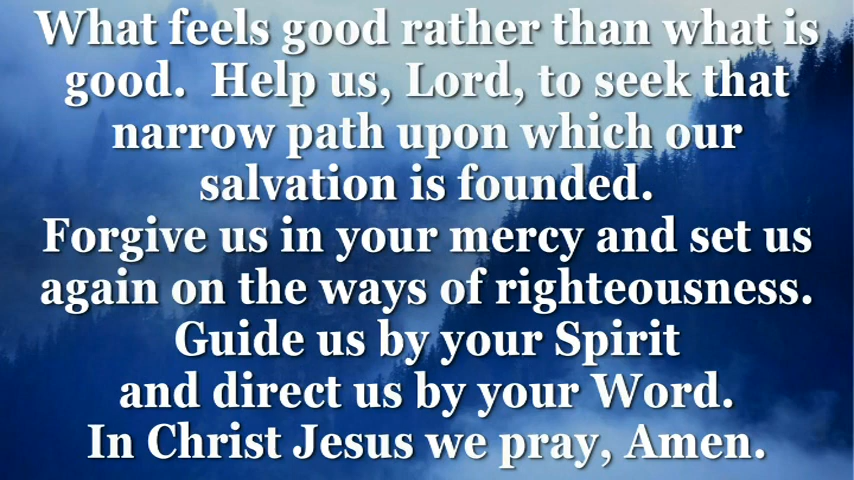 What feels good rather than what is
good.  Help us, Lord, to seek that
narrow path upon which our
salvation is founded.
Forgive us in your mercy and set us
again on the ways of righteousness.
Guide us by your Spirit
and direct us by your Word.
In Christ Jesus we pray, Amen.